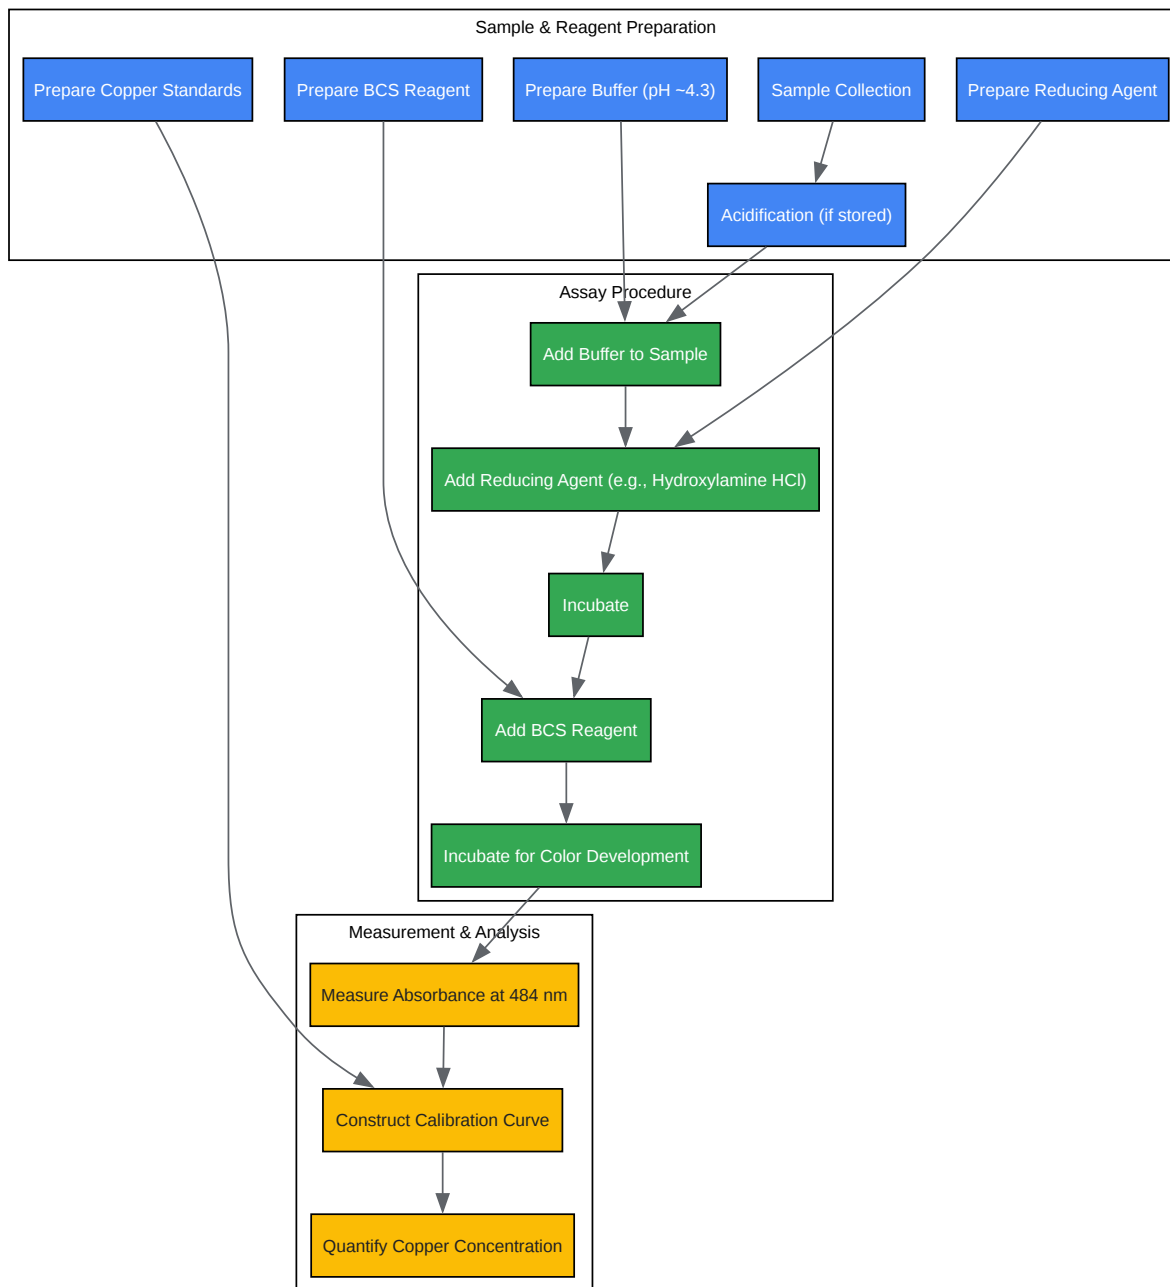 Sample & Reagent Preparation
Prepare Copper Standards
Prepare BCS Reagent
Prepare Buffer (pH ~4.3)
Sample Collection
Prepare Reducing Agent
Acidification (if stored)
Assay Procedure
Add Buffer to Sample
Add Reducing Agent (e.g., Hydroxylamine HCl)
Incubate
Add BCS Reagent
Incubate for Color Development
Measurement & Analysis
Measure Absorbance at 484 nm
Construct Calibration Curve
Quantify Copper Concentration